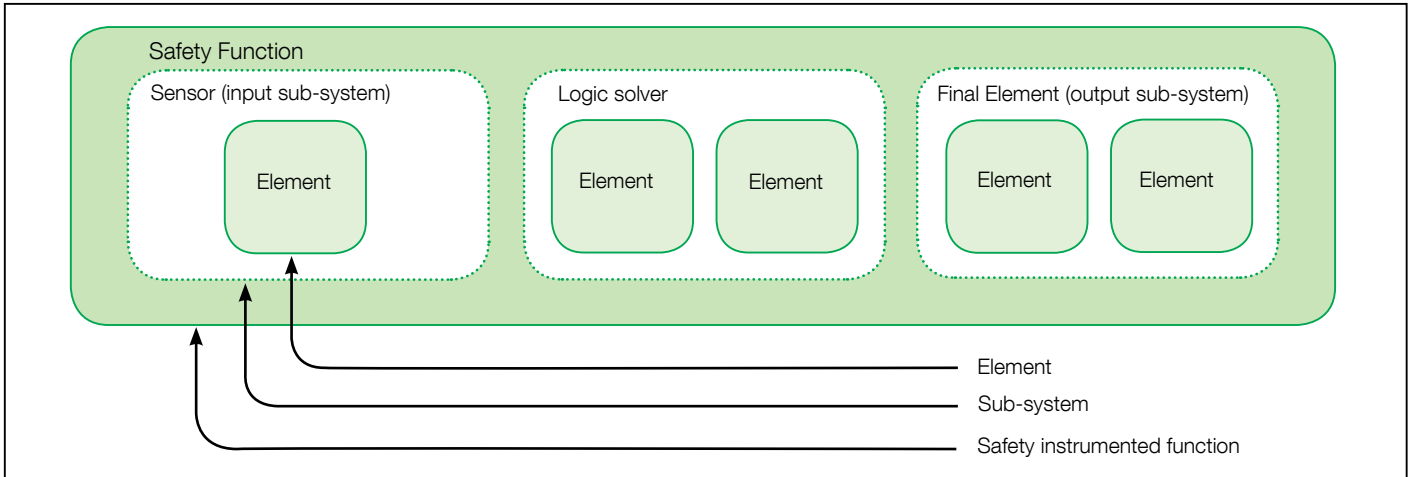 Safety Function
Sensor (input sub-system)
Logic solver
Final Element (output sub-system)
Element
Element
Element
Element
Element
Element
Sub-system
Safety instrumented function